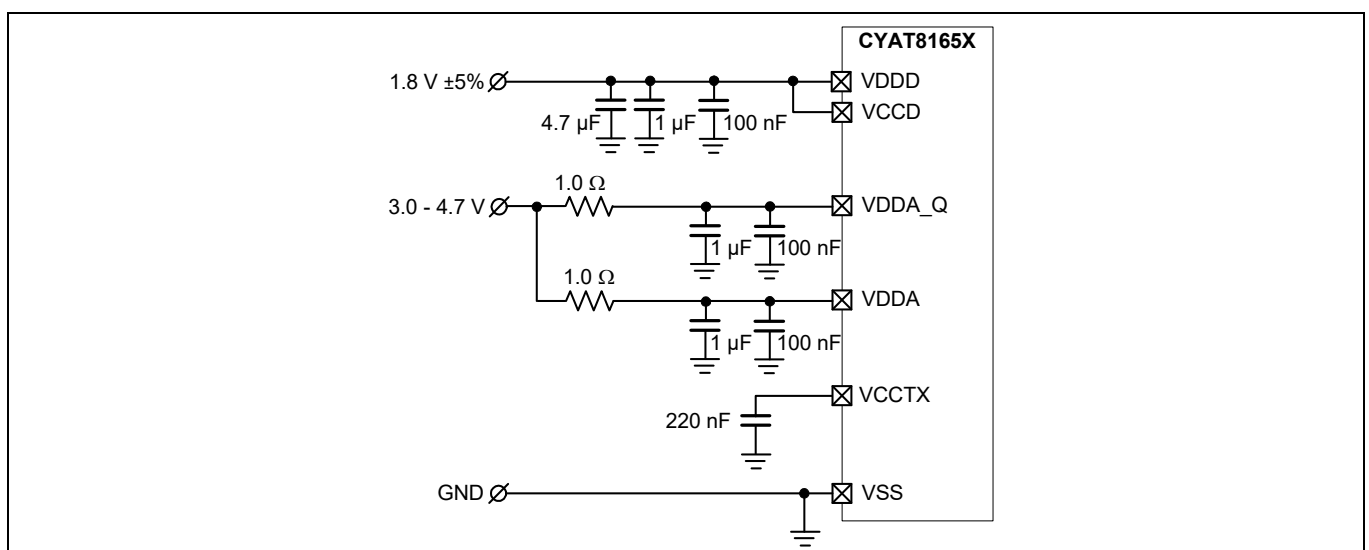 CYAT8165X
1.8 V ±5%
VDDD
VCCD
4.7 µF
1 µF
100 nF
1.0 Ω
3.0 - 4.7 V
VDDA_Q
1 µF
100 nF
1.0 Ω
VDDA
1 µF
100 nF
VCCTX
220 nF
GND
VSS